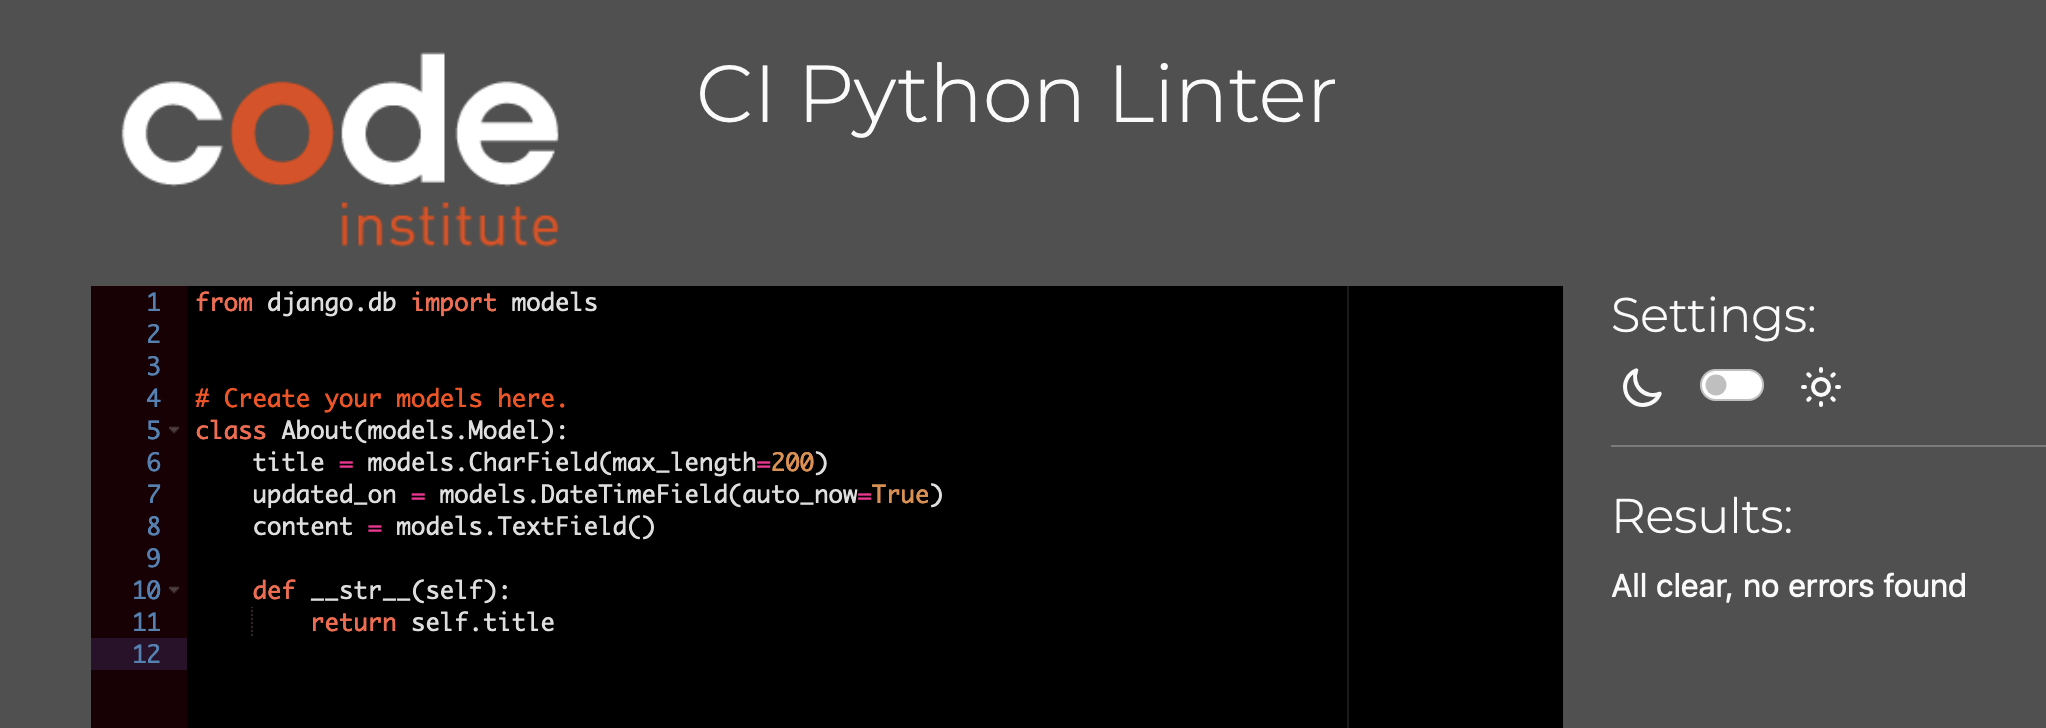 code
institute
CI Python Linter
1 from django.db import models
2
3
4 # Create your models here.
5 class About(models.Model):
6     title = models.CharField(max_length=200)
7     updated_on = models.DateTimeField(auto_now=True)
8     content = models.TextField()
9
10     def __str__(self):
11         return self.title
12
Settings:
Results:
All clear, no errors found